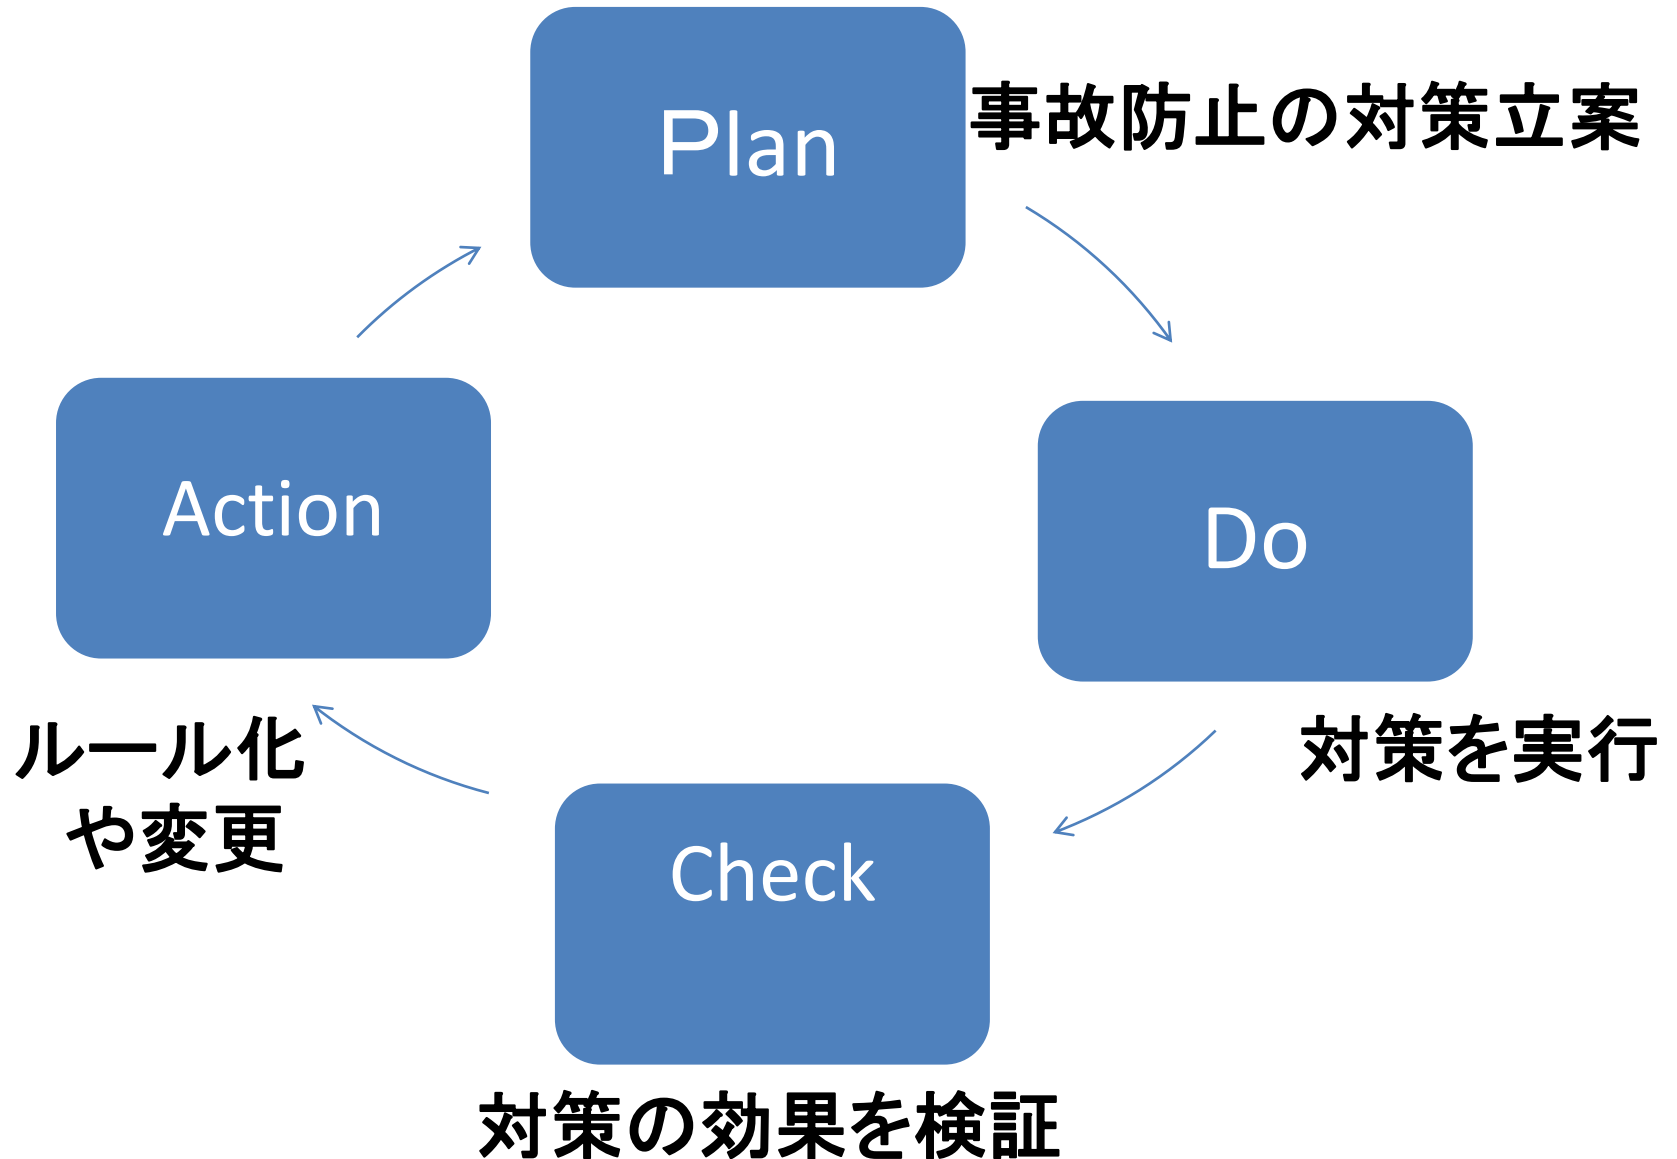 Plan
事故防止の対策立案
Action
Do
ルール化
や変更
対策を実行
Check
対策の効果を検証